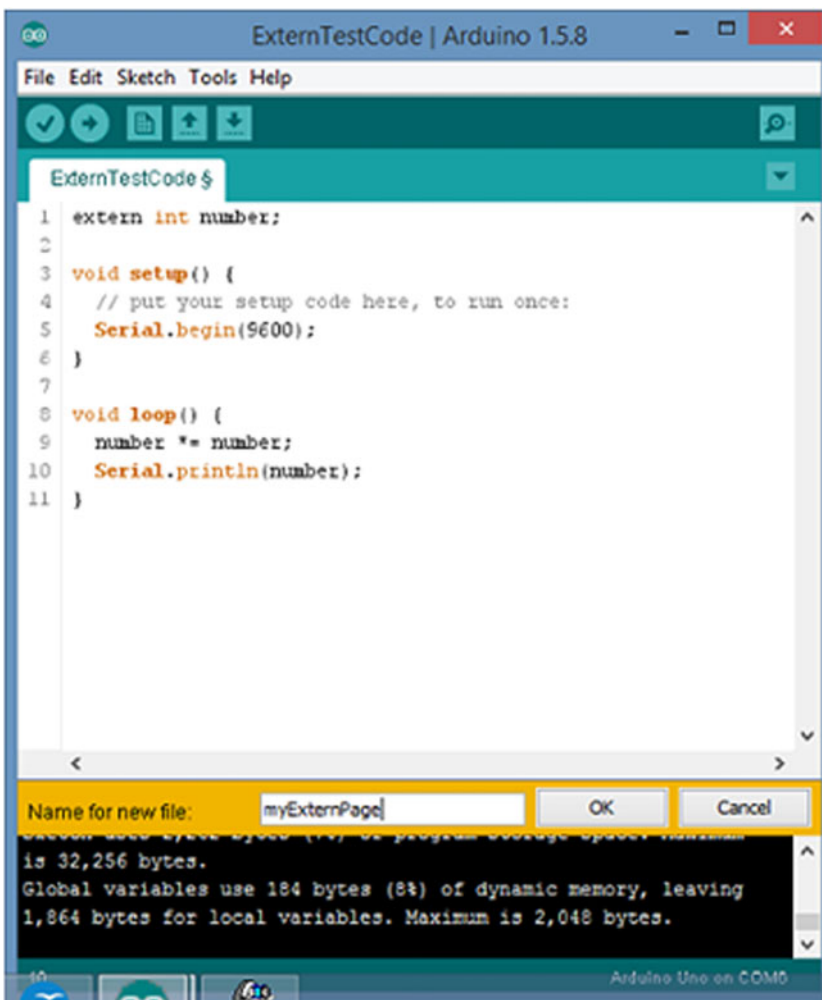 ExternTestCode | Arduino 1.5.8
File Edit Sketch Tools Help
ExternTestCode §
1 extern int number;
2
3 void setup() {
4 // put your setup code here, to run once:
5 Serial.begin(9600);
6 }
7
8 void loop() {
9 number *= number;
10 Serial.println(number);
11 }
Name for new file: myExternPage OK Cancel
is 32,256 bytes.
Global variables use 184 bytes (8%) of dynamic memory, leaving
1,864 bytes for local variables. Maximum is 2,048 bytes.
Arduino Uno on COM6